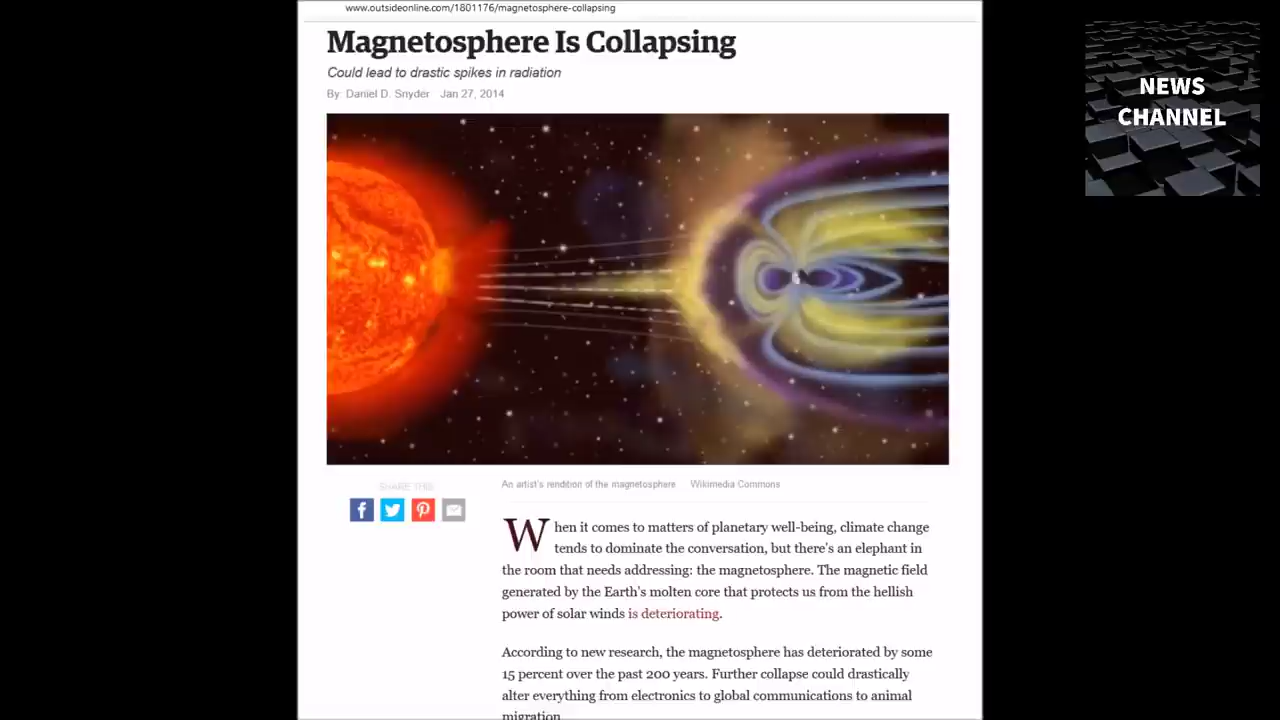 www.outsideonline.com/1801176/magnetosphere-collapsing
Magnetosphere Is Collapsing
Could lead to drastic spikes in radiation
By: Daniel D. Snyder Jan 27, 2014
NEWS
CHANNEL
An artist's rendition of the magnetosphere Wikimedia Commons
SHARE THIS
When it comes to matters of planetary well-being, climate change
tends to dominate the conversation, but there's an elephant in
the room that needs addressing: the magnetosphere. The magnetic field
generated by the Earth's molten core that protects us from the hellish
power of solar winds is deteriorating.
According to new research, the magnetosphere has deteriorated by some
15 percent over the past 200 years. Further collapse could drastically
alter everything from electronics to global communications to animal
migration